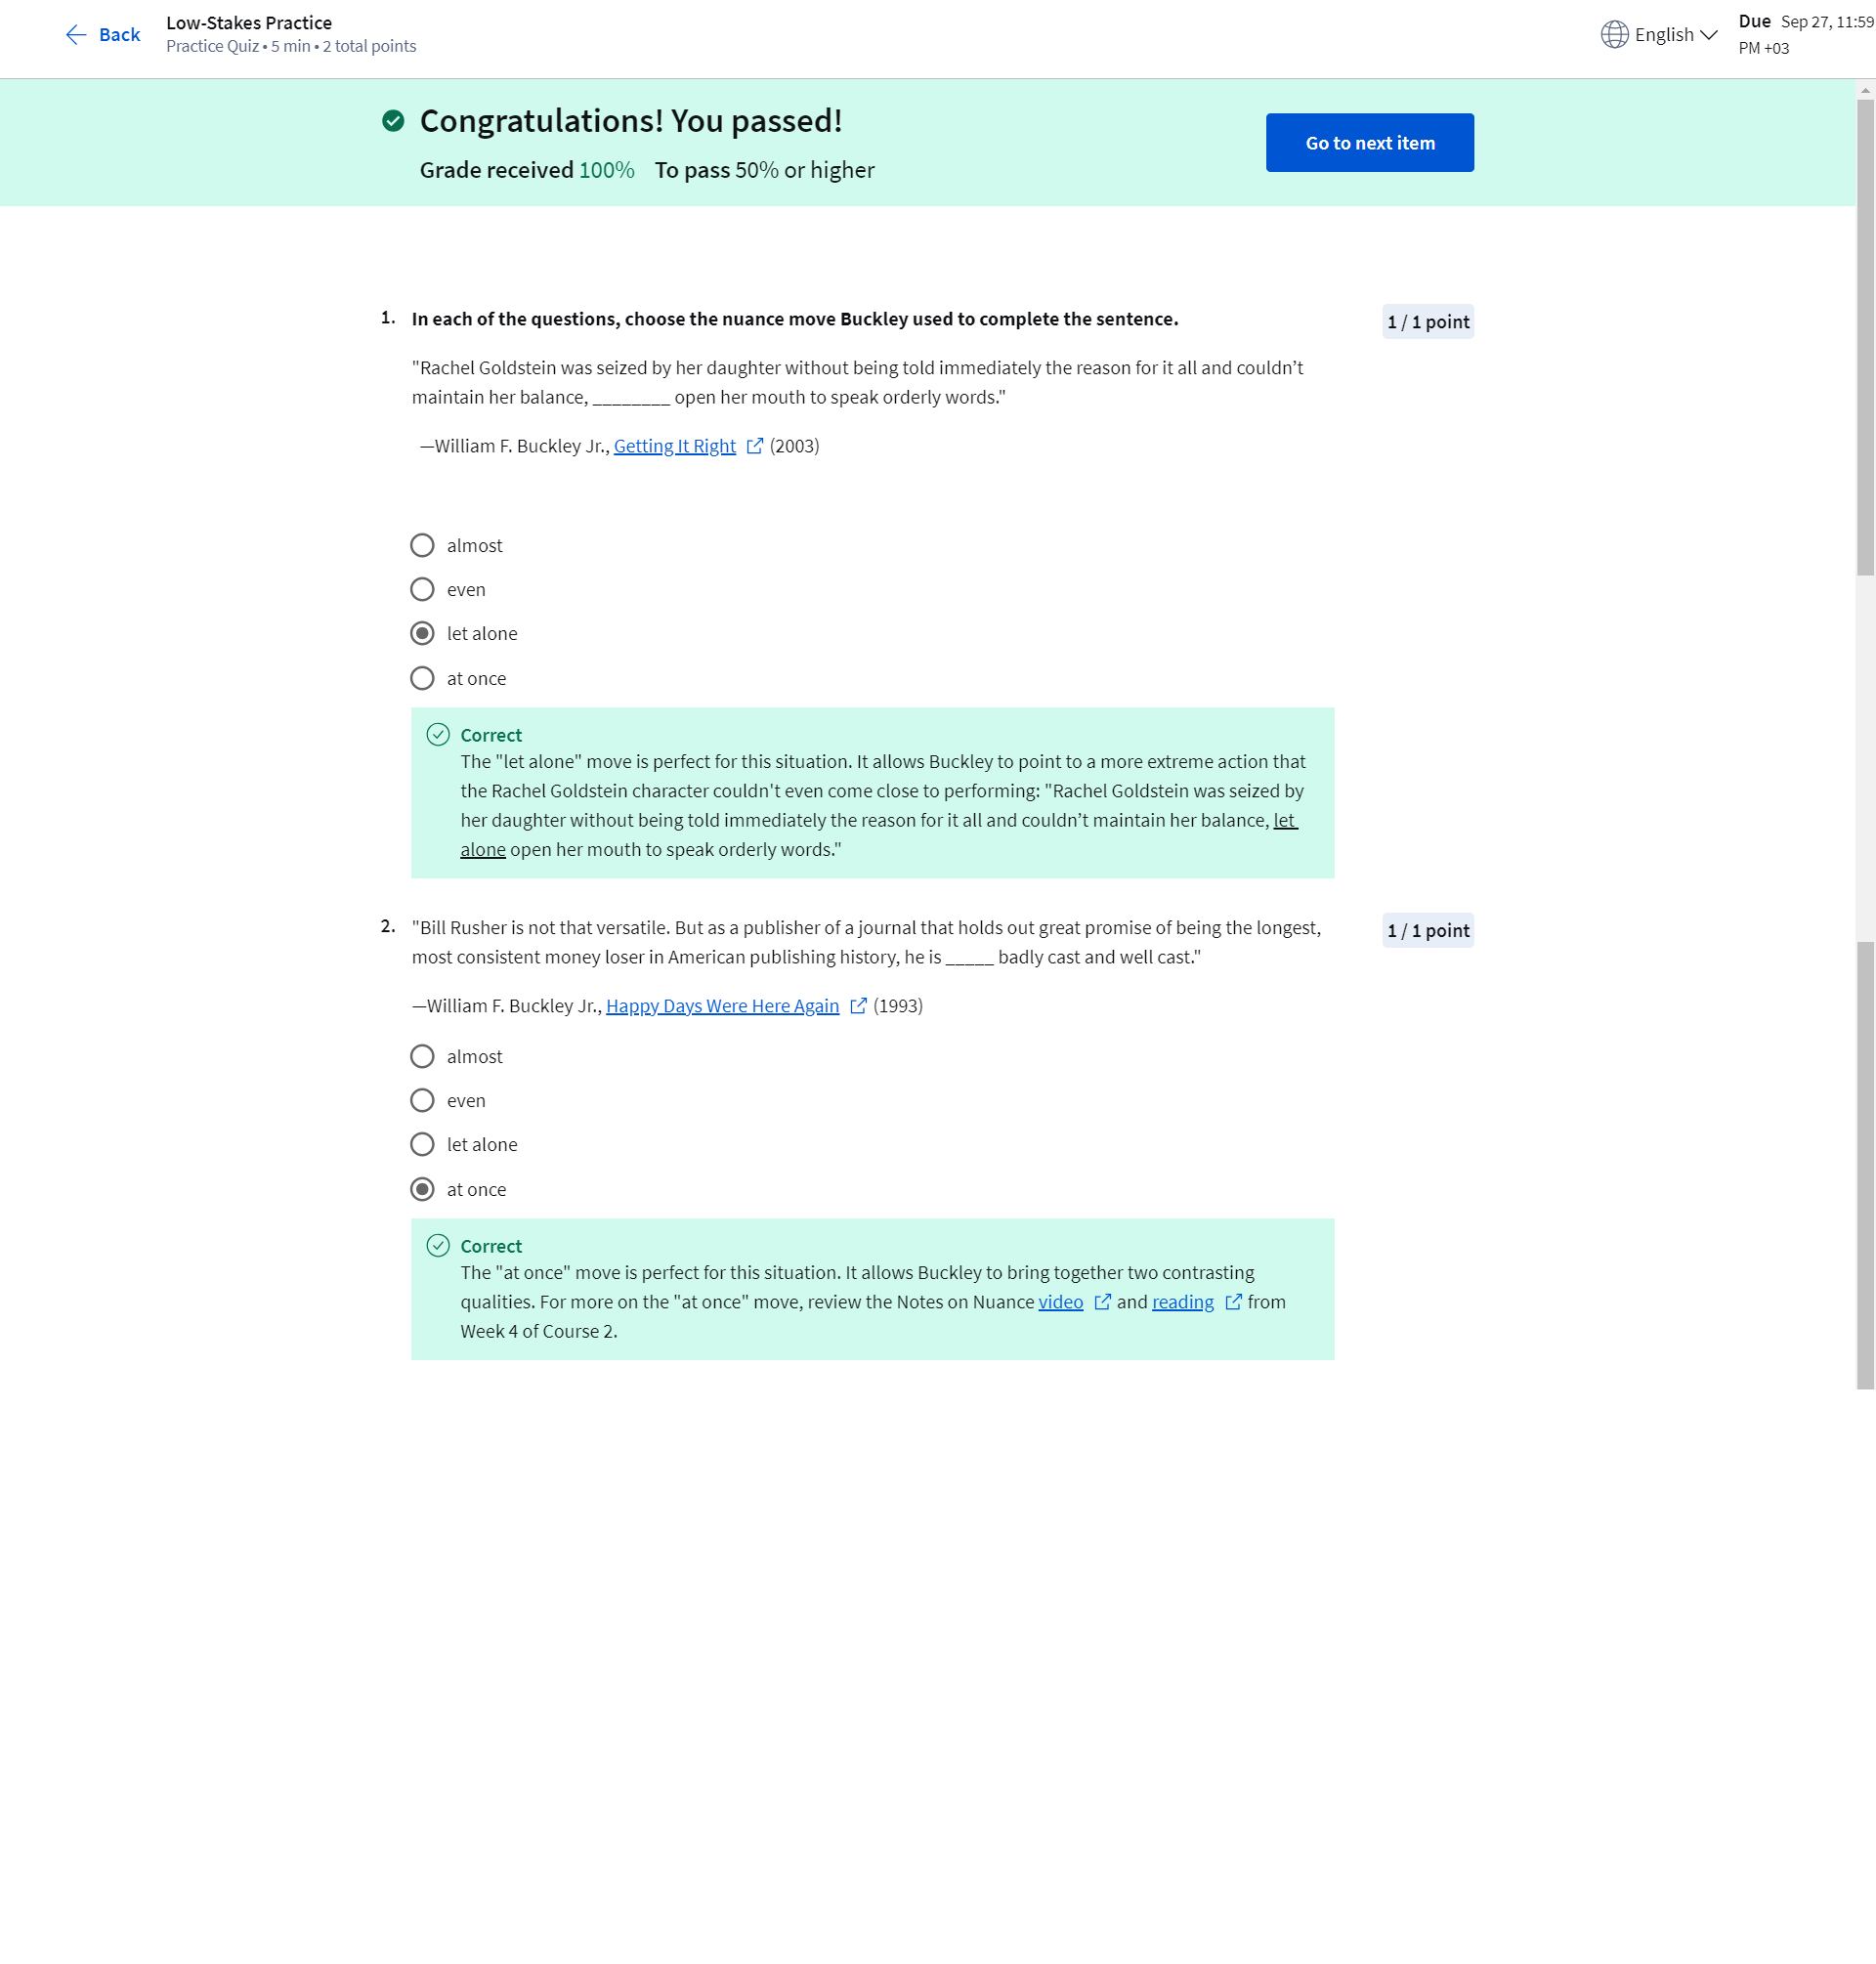 Back
Low-Stakes Practice
Practice Quiz • 5 min • 2 total points
English
Due Sep 27, 11:59
PM +03
Congratulations! You passed!
Grade received 100% To pass 50% or higher
Go to next item
1. In each of the questions, choose the nuance move Buckley used to complete the sentence.
1 / 1 point
"Rachel Goldstein was seized by her daughter without being told immediately the reason for it all and couldn’t
maintain her balance, ________ open her mouth to speak orderly words."
—William F. Buckley Jr., Getting It Right (2003)
almost
even
let alone
at once
Correct
The "let alone" move is perfect for this situation. It allows Buckley to point to a more extreme action that
the Rachel Goldstein character couldn't even come close to performing: "Rachel Goldstein was seized by
her daughter without being told immediately the reason for it all and couldn’t maintain her balance, let
alone open her mouth to speak orderly words."
2. "Bill Rusher is not that versatile. But as a publisher of a journal that holds out great promise of being the longest,
1 / 1 point
most consistent money loser in American publishing history, he is _____ badly cast and well cast."
—William F. Buckley Jr., Happy Days Were Here Again (1993)
almost
even
let alone
at once
Correct
The "at once" move is perfect for this situation. It allows Buckley to bring together two contrasting
qualities. For more on the "at once" move, review the Notes on Nuance video and reading from
Week 4 of Course 2.